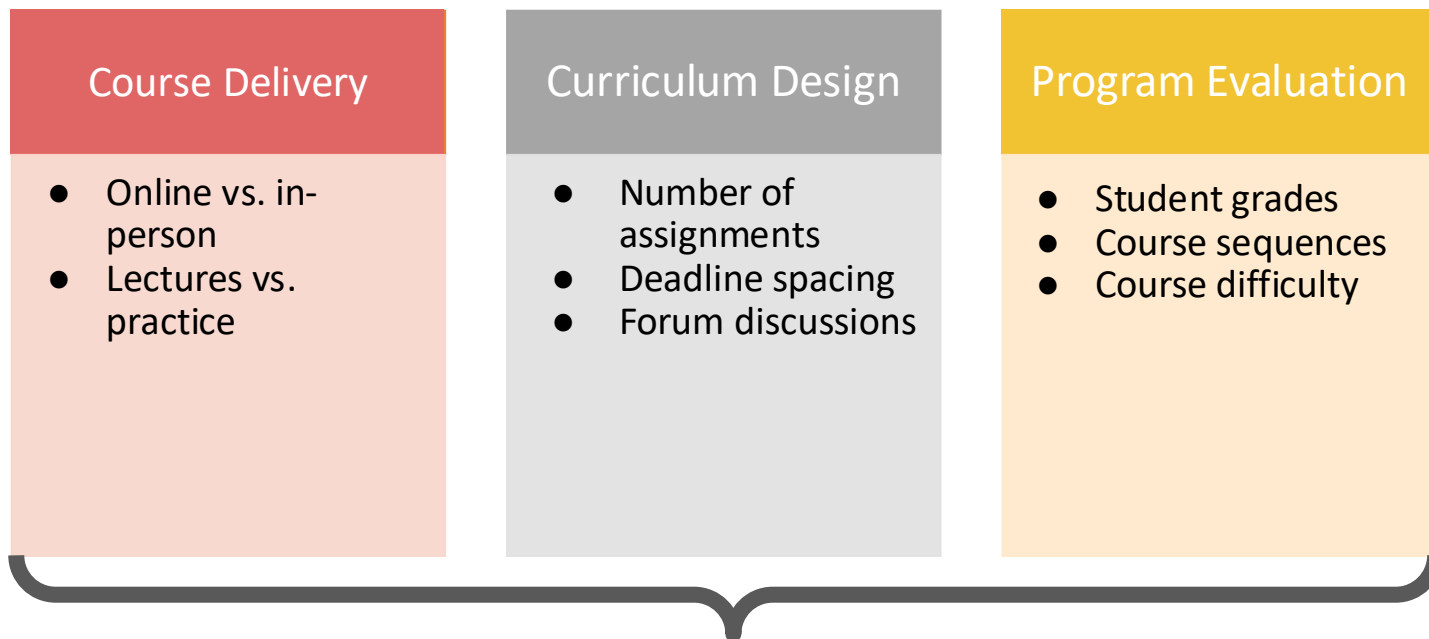 Course Delivery
● Online vs. in-
person
● Lectures vs.
practice
Curriculum Design
● Number of
assignments
● Deadline spacing
● Forum discussions
Program Evaluation
● Student grades
● Course sequences
● Course difficulty